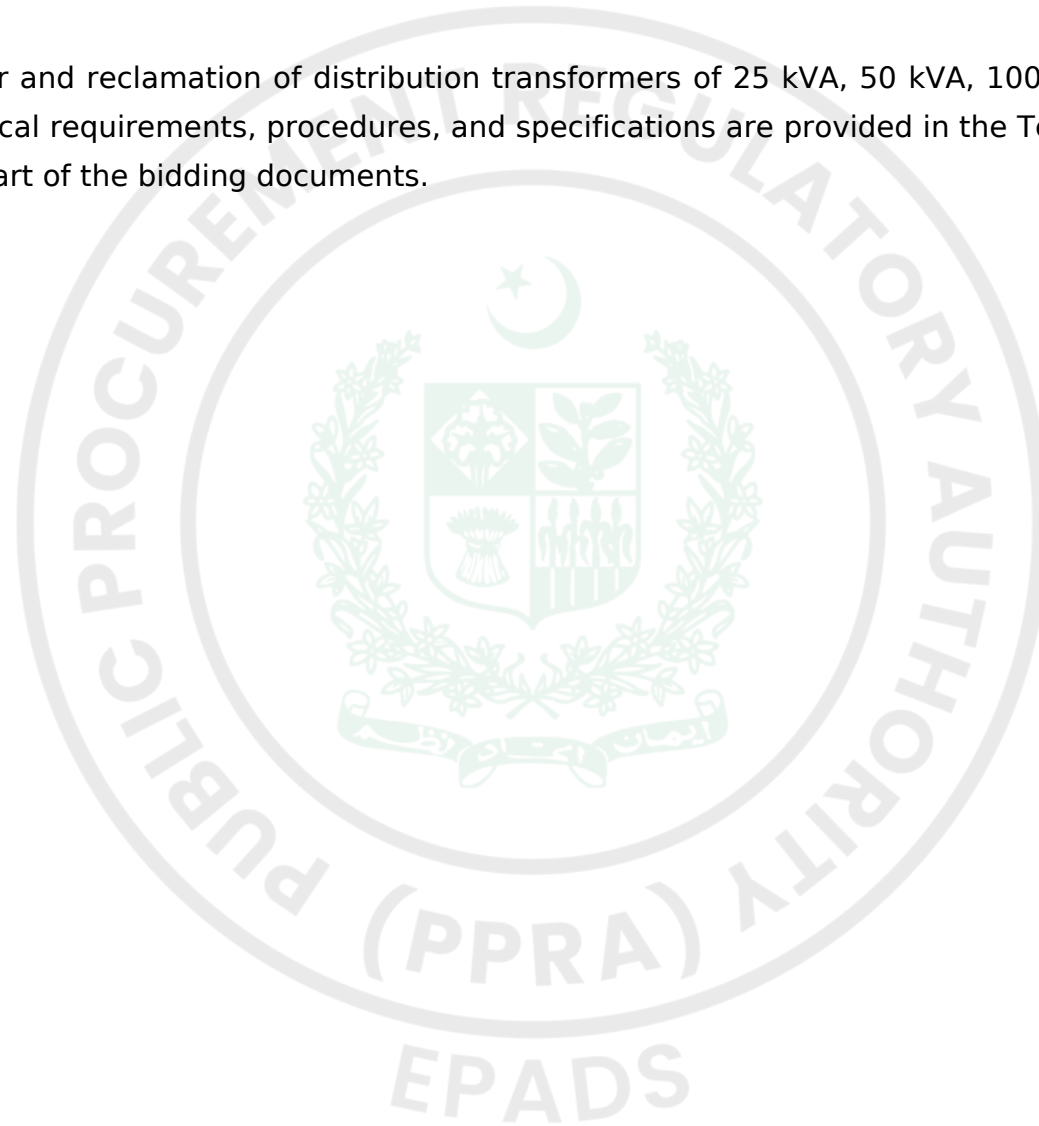 r and reclamation of distribution transformers of 25 kVA, 50 kVA, 100
cal requirements, procedures, and specifications are provided in the T
art of the bidding documents.
PUBLIC PROCUREMENT REGULATORY AUTHORITY
(PPRA)
EPADS